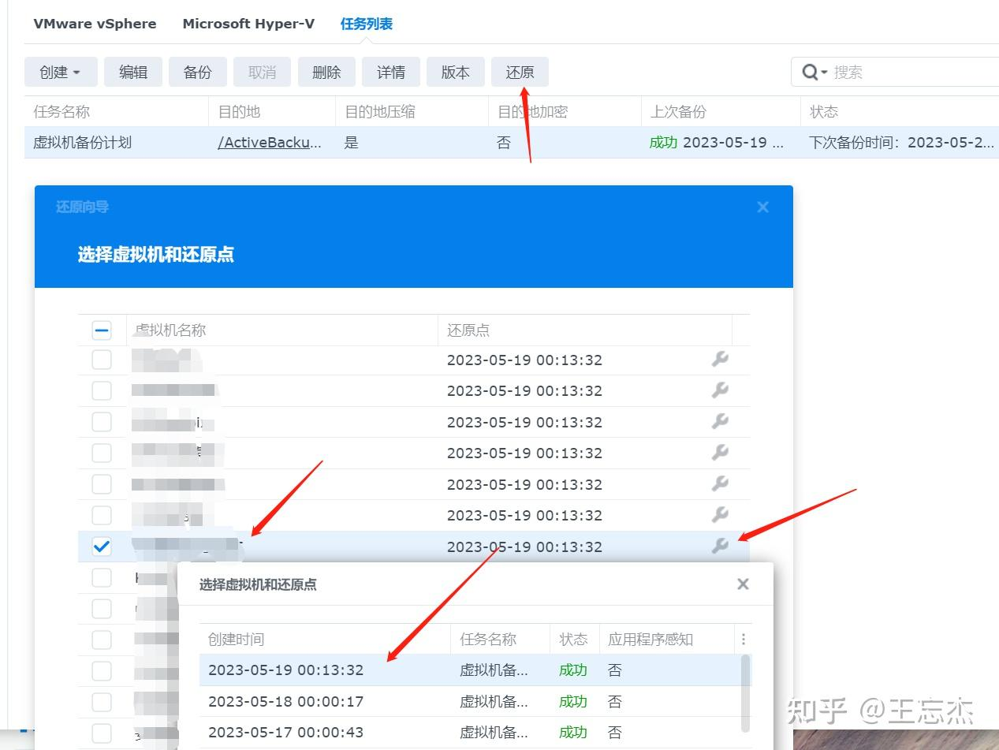 VMware vSphere Microsoft Hyper-V 任务列表
创建 编辑 备份 取消 删除 详情 版本 还原 搜索
任务名称 目的地 目的地压缩 目的地加密 上次备份 状态
虚拟机备份计划 /ActiveBacku... 是 否 成功 2023-05-19 ... 下次备份时间：2023-05-2...
还原向导
选择虚拟机和还原点
虚拟机名称 还原点
2023-05-19 00:13:32
2023-05-19 00:13:32
2023-05-19 00:13:32
2023-05-19 00:13:32
2023-05-19 00:13:32
2023-05-19 00:13:32
2023-05-19 00:13:32
选择虚拟机和还原点
创建时间 任务名称 状态 应用程序感知
2023-05-19 00:13:32 虚拟机备... 成功 否
2023-05-18 00:00:17 虚拟机备... 成功 否
2023-05-17 00:00:43 虚拟机备... 成功 否
知乎 @王忘杰